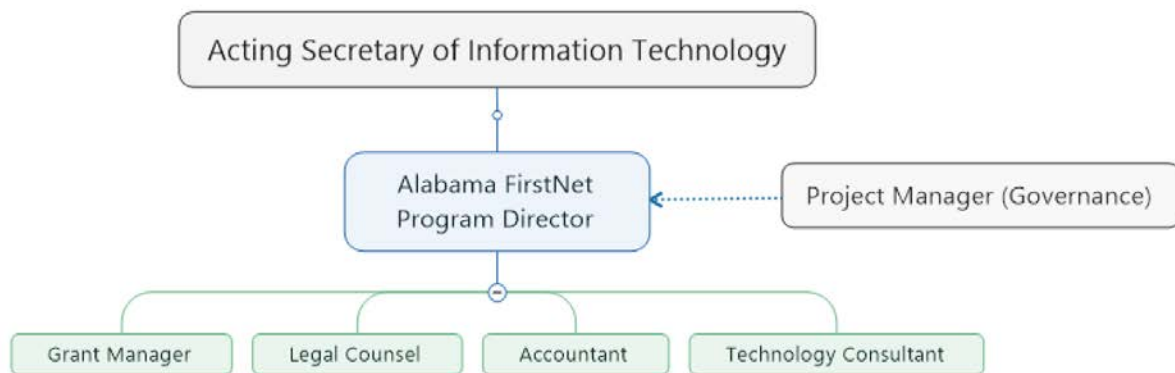 Acting Secretary of Information Technology
Alabama FirstNet
Program Director
Project Manager (Governance)
Grant Manager
Legal Counsel
Accountant
Technology Consultant